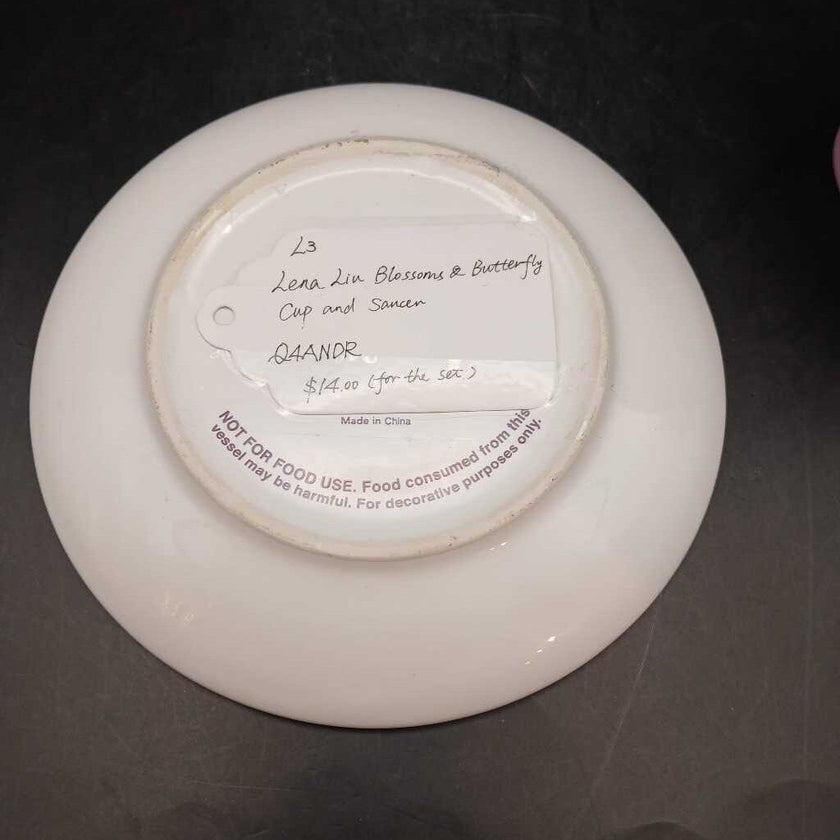 L3
Lena Liu Blossoms & Butterfly
Cup and Saucer
Q4ANDR
$14.00 (for the set)
Made in China
NOT FOR FOOD USE. Food consumed from this
vessel may be harmful. For decorative purposes only.